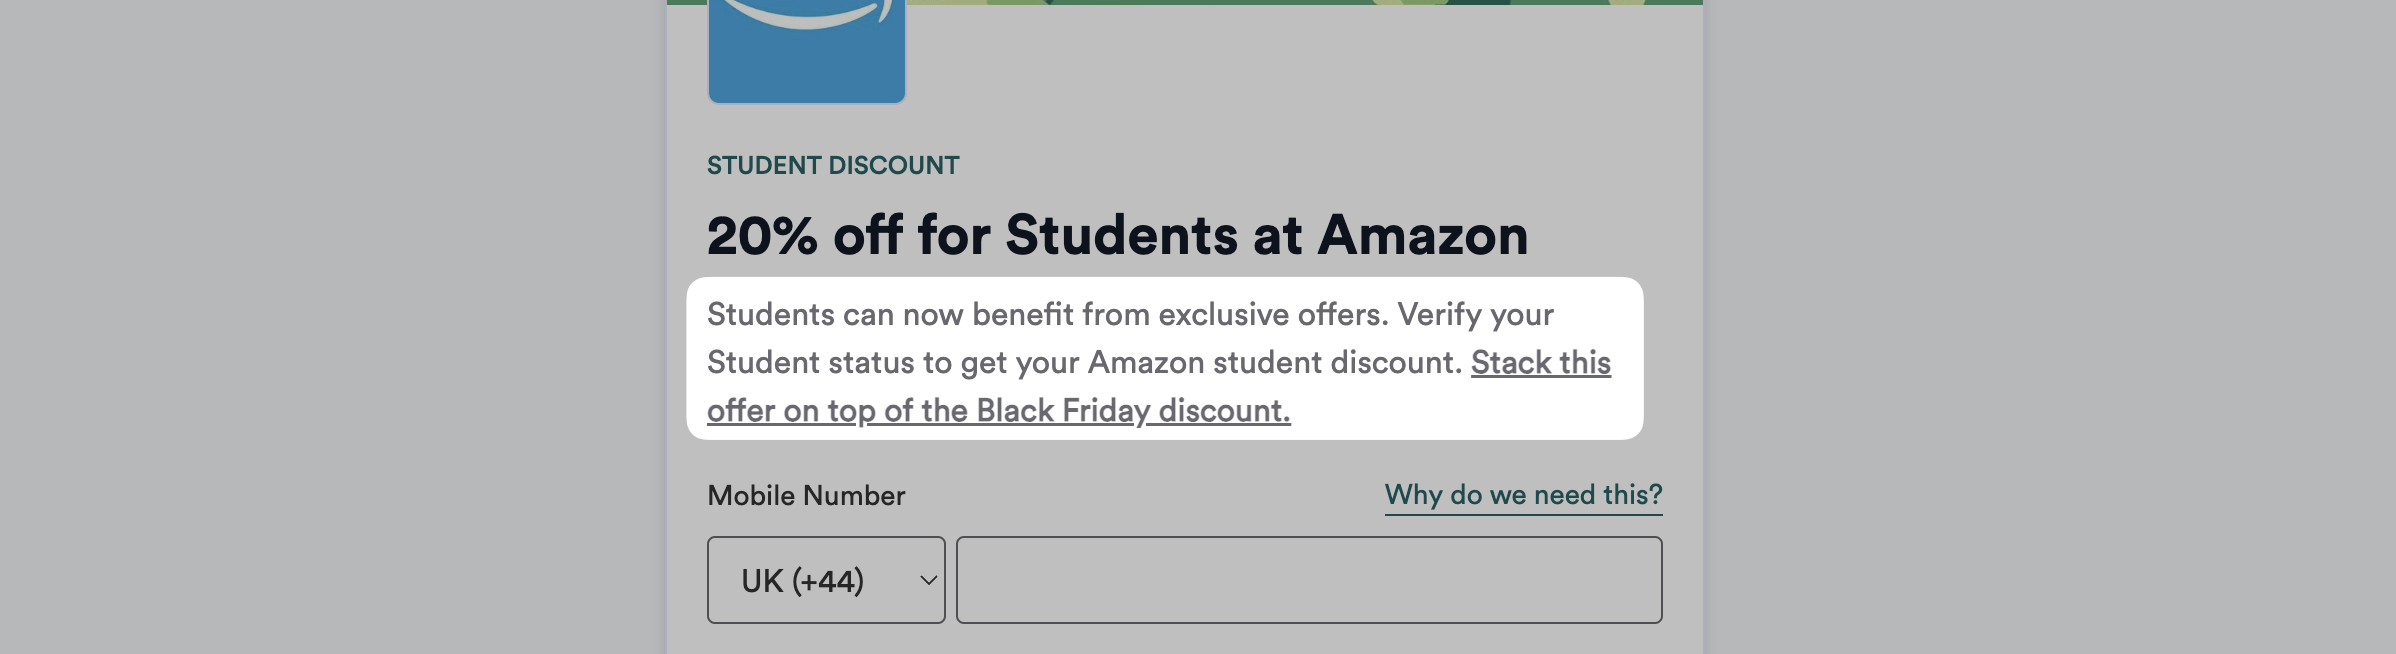 STUDENT DISCOUNT
20% off for Students at Amazon
Students can now benefit from exclusive offers. Verify your
Student status to get your Amazon student discount. Stack this
offer on top of the Black Friday discount.
Mobile Number
Why do we need this?
UK (+44)